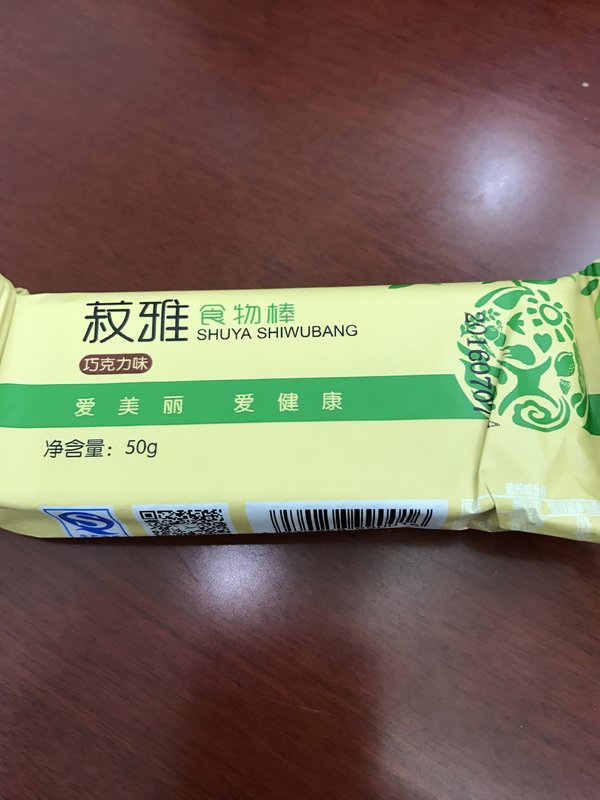 菽雅 食物棒
SHUYA SHIWUBANG
巧克力味
爱美丽 爱健康
净含量：50g
20160707 A